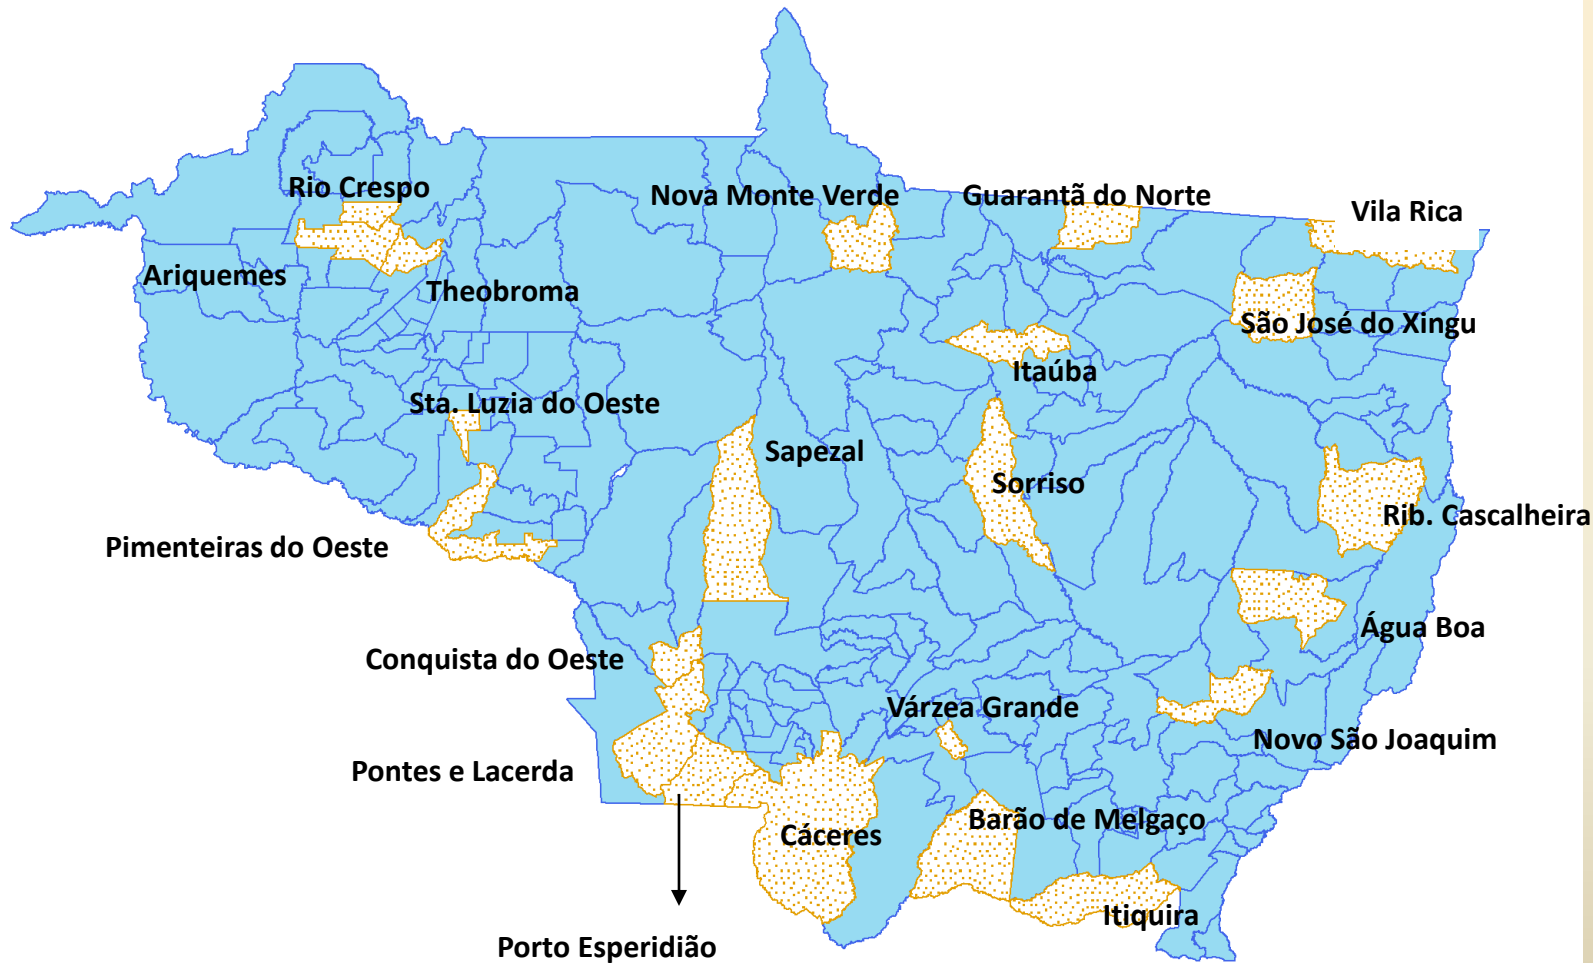 Rio Crespo
Nova Monte Verde
Guarantã do Norte
Vila Rica
Ariquemes
Theobroma
São José do Xingu
Itaúba
Sta. Luzia do Oeste
Sapezal
Sorriso
Rib. Cascalheira
Pimenteiras do Oeste
Água Boa
Conquista do Oeste
Várzea Grande
Novo São Joaquim
Pontes e Lacerda
Barão de Melgaço
Cáceres
Itiquira
Porto Esperidião